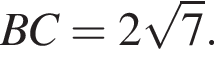 BC = 2√7.